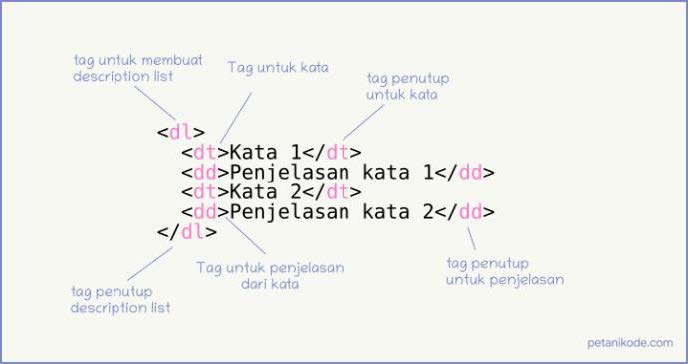 tag untuk membuat
description list
Tag untuk kata
tag penutup
untuk kata
<dl>
<dt>Kata 1</dt>
<dd>Penjelasan kata 1</dd>
<dt>Kata 2</dt>
<dd>Penjelasan kata 2</dd>
</dl>
Tag untuk penjelasan
dari kata
tag penutup
untuk penjelasan
tag penutup
description list
petanikode.com